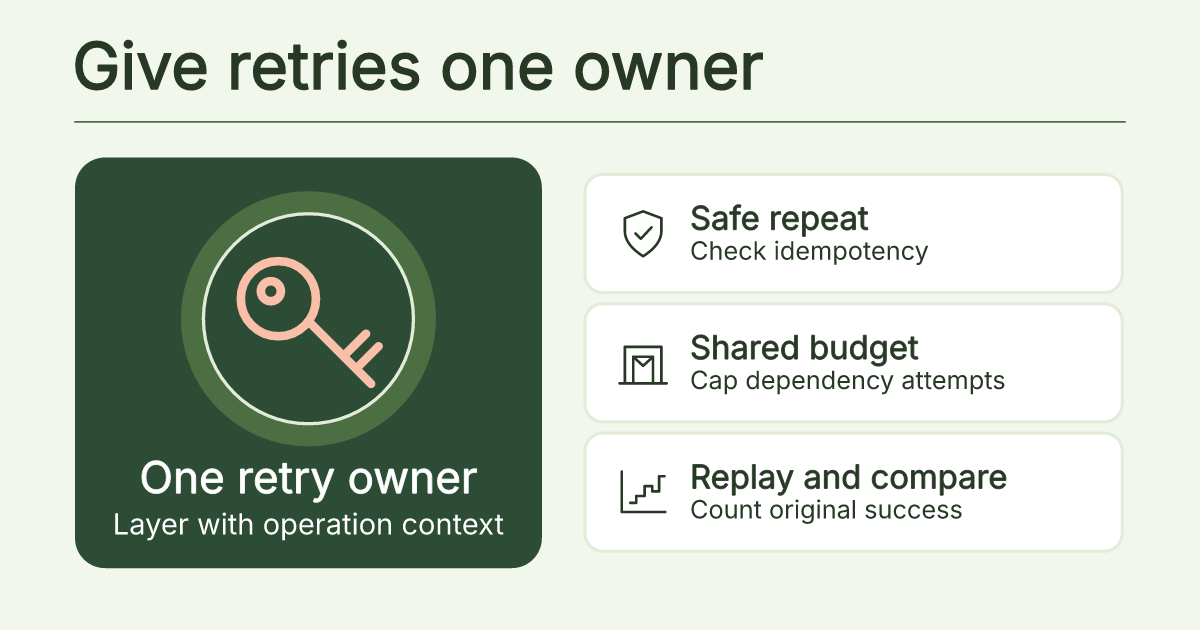 Give retries one owner
One retry owner
Layer with operation context
Safe repeat
Check idempotency
Shared budget
Cap dependency attempts
Replay and compare
Count original success